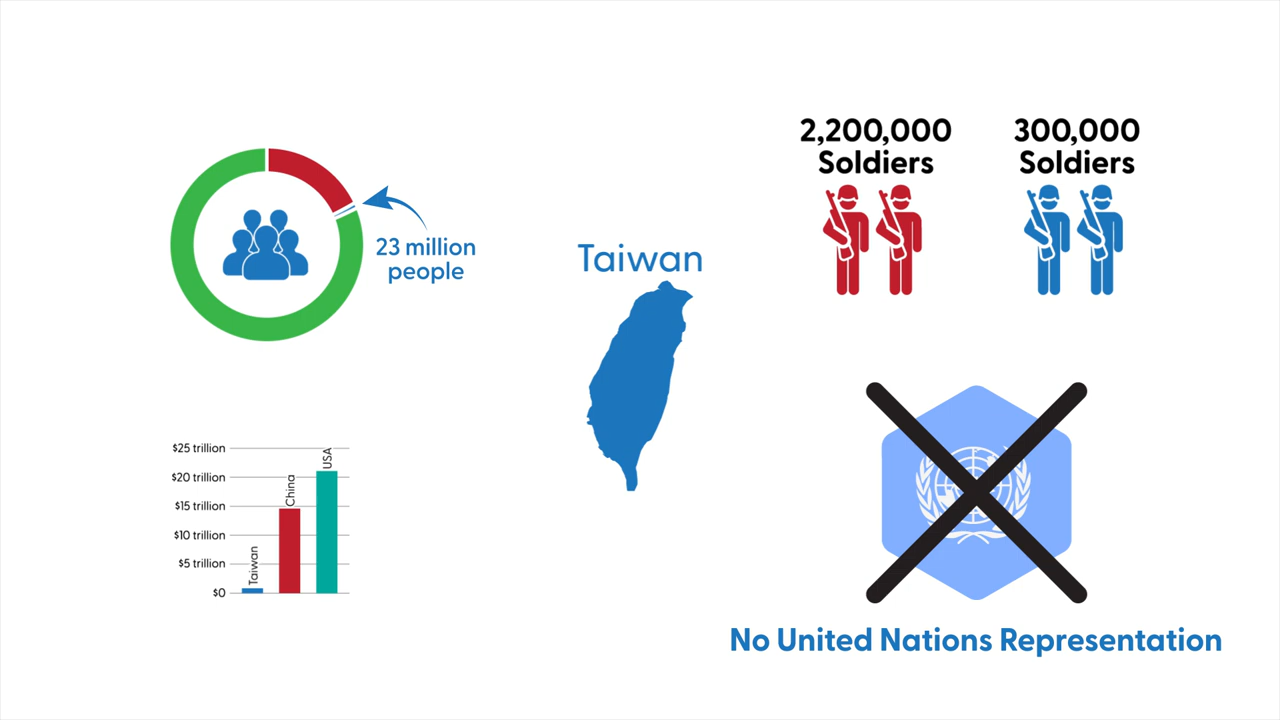 2,200,000
Soldiers
300,000
Soldiers
23 million
people
Taiwan
$25 trillion
$20 trillion
$15 trillion
$10 trillion
$5 trillion
$0
Taiwan
China
USA
No United Nations Representation